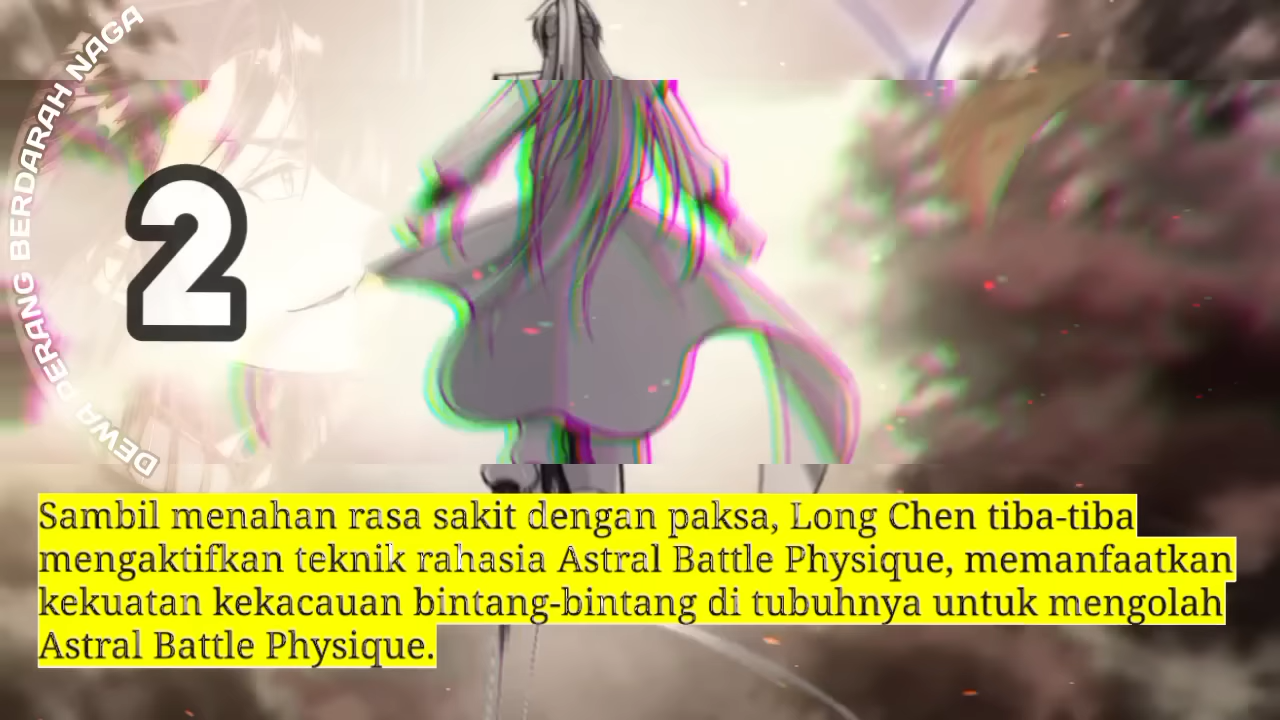 DEWA PERANG BERDARAH NAGA
2
Sambil menahan rasa sakit dengan paksa, Long Chen tiba-tiba
mengaktifkan teknik rahasia Astral Battle Physique, memanfaatkan
kekuatan kekacauan bintang-bintang di tubuhnya untuk mengolah
Astral Battle Physique.